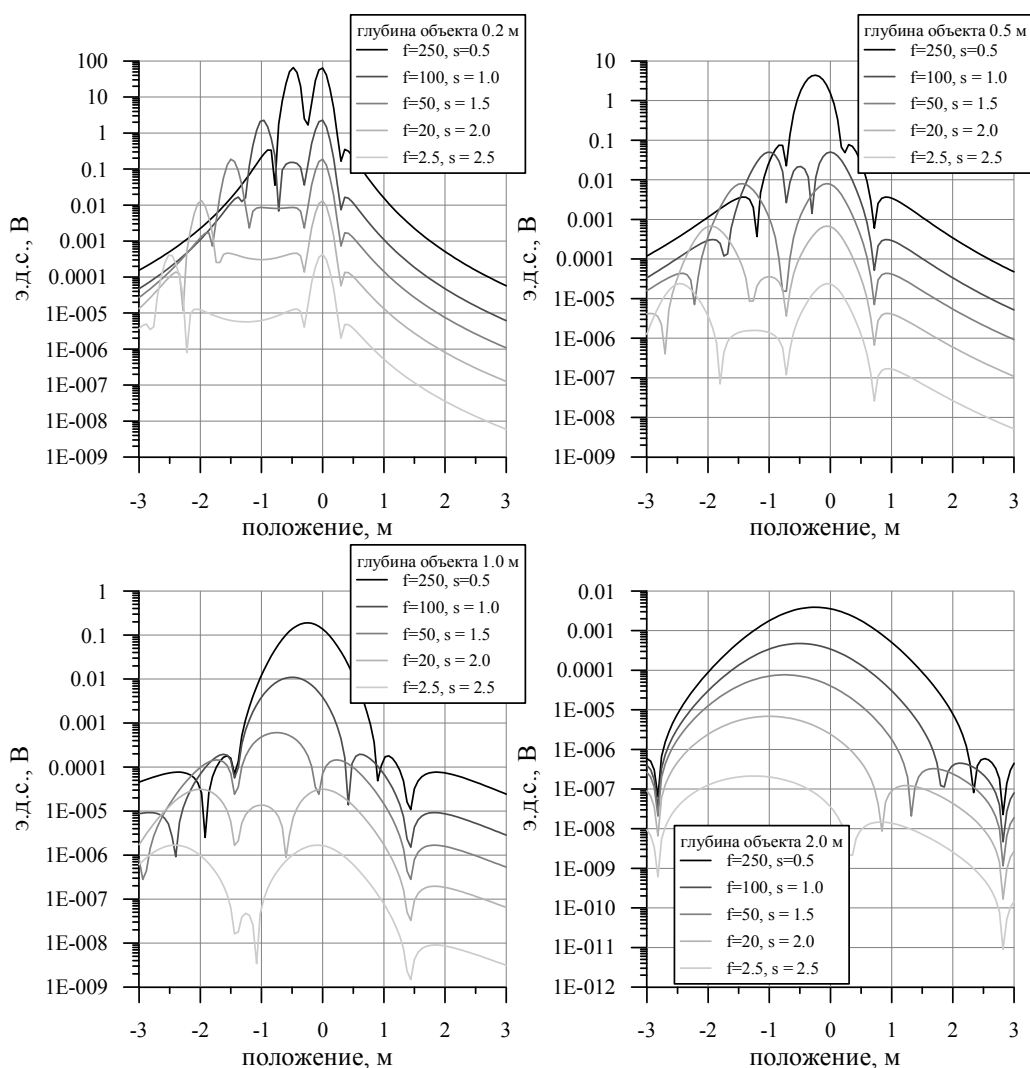 глубина объекта 0.2 м
f=250, s=0.5
f=100, s = 1.0
f=50, s = 1.5
f=20, s = 2.0
f=2.5, s = 2.5
100
10
1
0.1
0.01
0.001
0.0001
1E-005
1E-006
1E-007
1E-008
1E-009
э.д.с., В
-3 -2 -1 0 1 2 3
положение, м
глубина объекта 0.5 м
f=250, s=0.5
f=100, s = 1.0
f=50, s = 1.5
f=20, s = 2.0
f=2.5, s = 2.5
10
1
0.1
0.01
0.001
0.0001
1E-005
1E-006
1E-007
1E-008
1E-009
э.д.с., В
-3 -2 -1 0 1 2 3
положение, м
глубина объекта 1.0 м
f=250, s=0.5
f=100, s = 1.0
f=50, s = 1.5
f=20, s = 2.0
f=2.5, s = 2.5
1
0.1
0.01
0.001
0.0001
1E-005
1E-006
1E-007
1E-008
1E-009
э.д.с., В
-3 -2 -1 0 1 2 3
положение, м
0.01
0.001
0.0001
1E-005
1E-006
1E-007
1E-008
1E-009
1E-010
1E-011
1E-012
э.д.с., В
глубина объекта 2.0 м
f=250, s=0.5
f=100, s = 1.0
f=50, s = 1.5
f=20, s = 2.0
f=2.5, s = 2.5
-3 -2 -1 0 1 2 3
положение, м